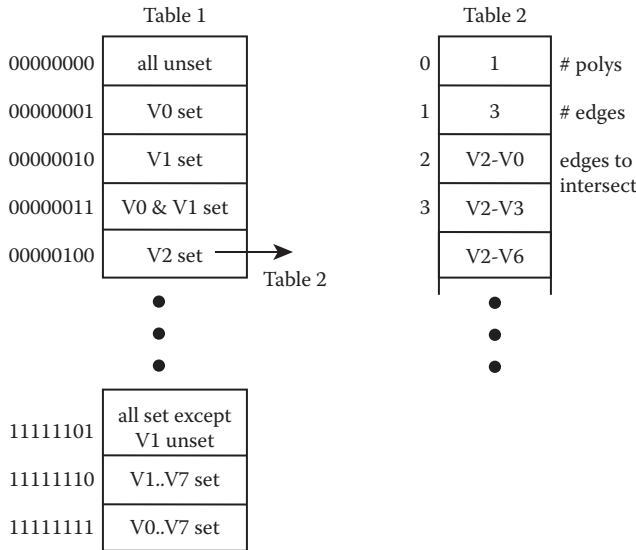 Table 1
00000000 all unset
00000001 V0 set
00000010 V1 set
00000011 V0 & V1 set
00000100 V2 set
Table 2
11111101 all set except
V1 unset
11111110 V1..V7 set
11111111 V0..V7 set
Table 2
0 1 # polys
1 3 # edges
2 V2-V0 edges to
intersect
3 V2-V3
V2-V6